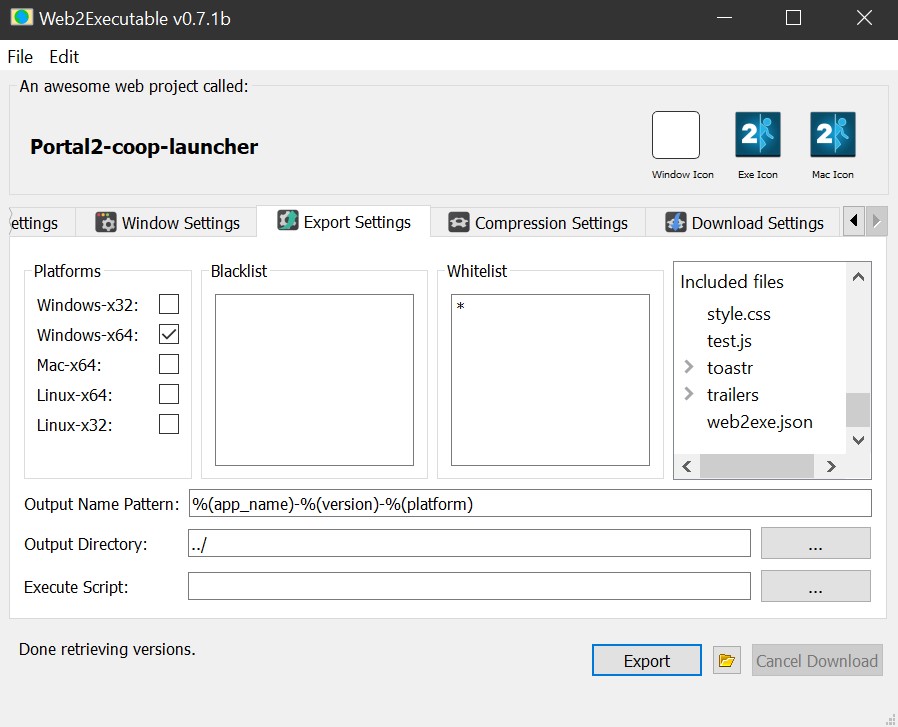 Web2Executable v0.7.1b
File Edit
An awesome web project called:
Portal2-coop-launcher
2 2
Window Icon Exe Icon Mac Icon
ettings Window Settings Export Settings Compression Settings Download Settings
Platforms
Windows-x32:
Windows-x64:
Mac-x64:
Linux-x64:
Linux-x32:
Blacklist
Whitelist
*
Included files
style.css
test.js
toastr
trailers
web2exe.json
Output Name Pattern: %(app_name)-%(version)-%(platform)
Output Directory: ../ ...
Execute Script: ...
Done retrieving versions.
Export Cancel Download